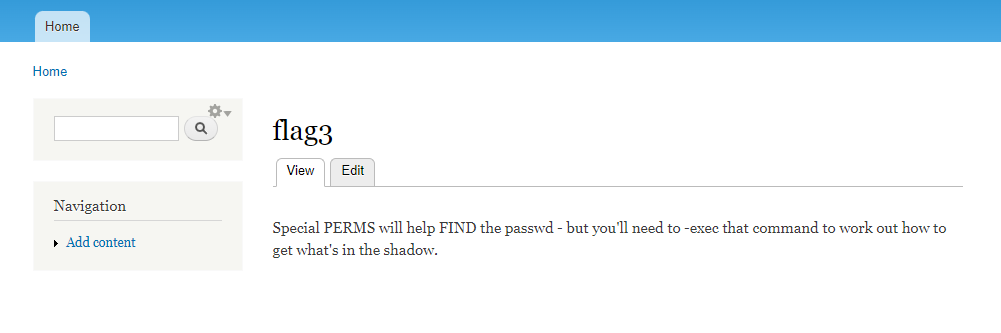 Home
Home
flag3
View Edit
Navigation
Add content
Special PERMS will help FIND the passwd - but you'll need to -exec that command to work out how to
get what's in the shadow.